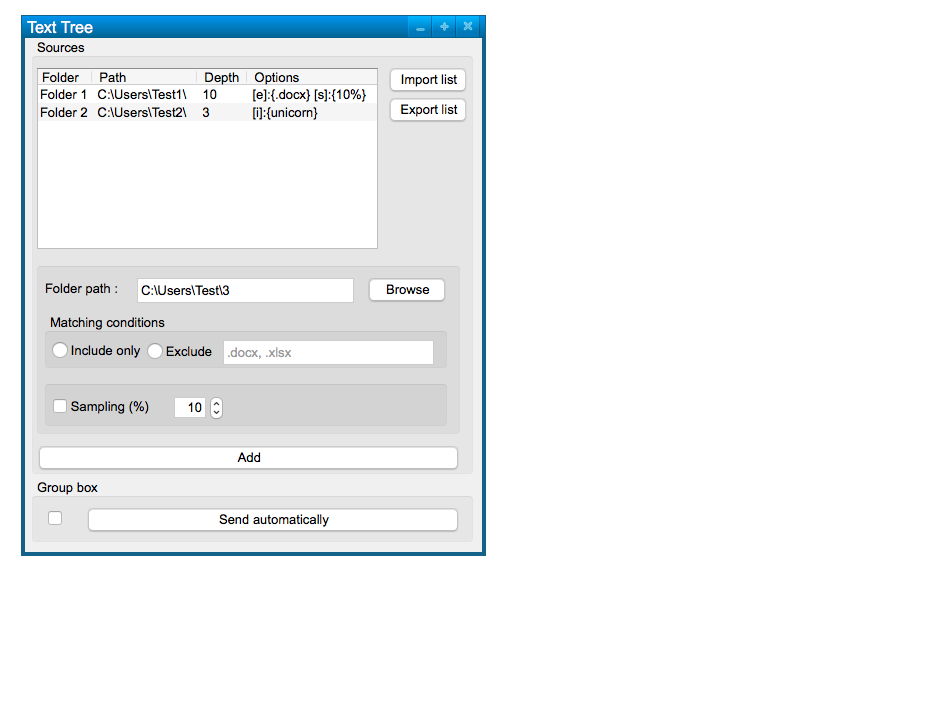 Text Tree
Sources
Folder Path Depth Options
Folder 1 C:\Users\Test1\ 10 [e]:{.docx} [s]:{10%}
Folder 2 C:\Users\Test2\ 3 [i]:{unicorn}
Import list
Export list
Folder path : C:\Users\Test\3 Browse
Matching conditions
Include only Exclude .docx, .xlsx
Sampling (%) 10
Add
Group box
Send automatically